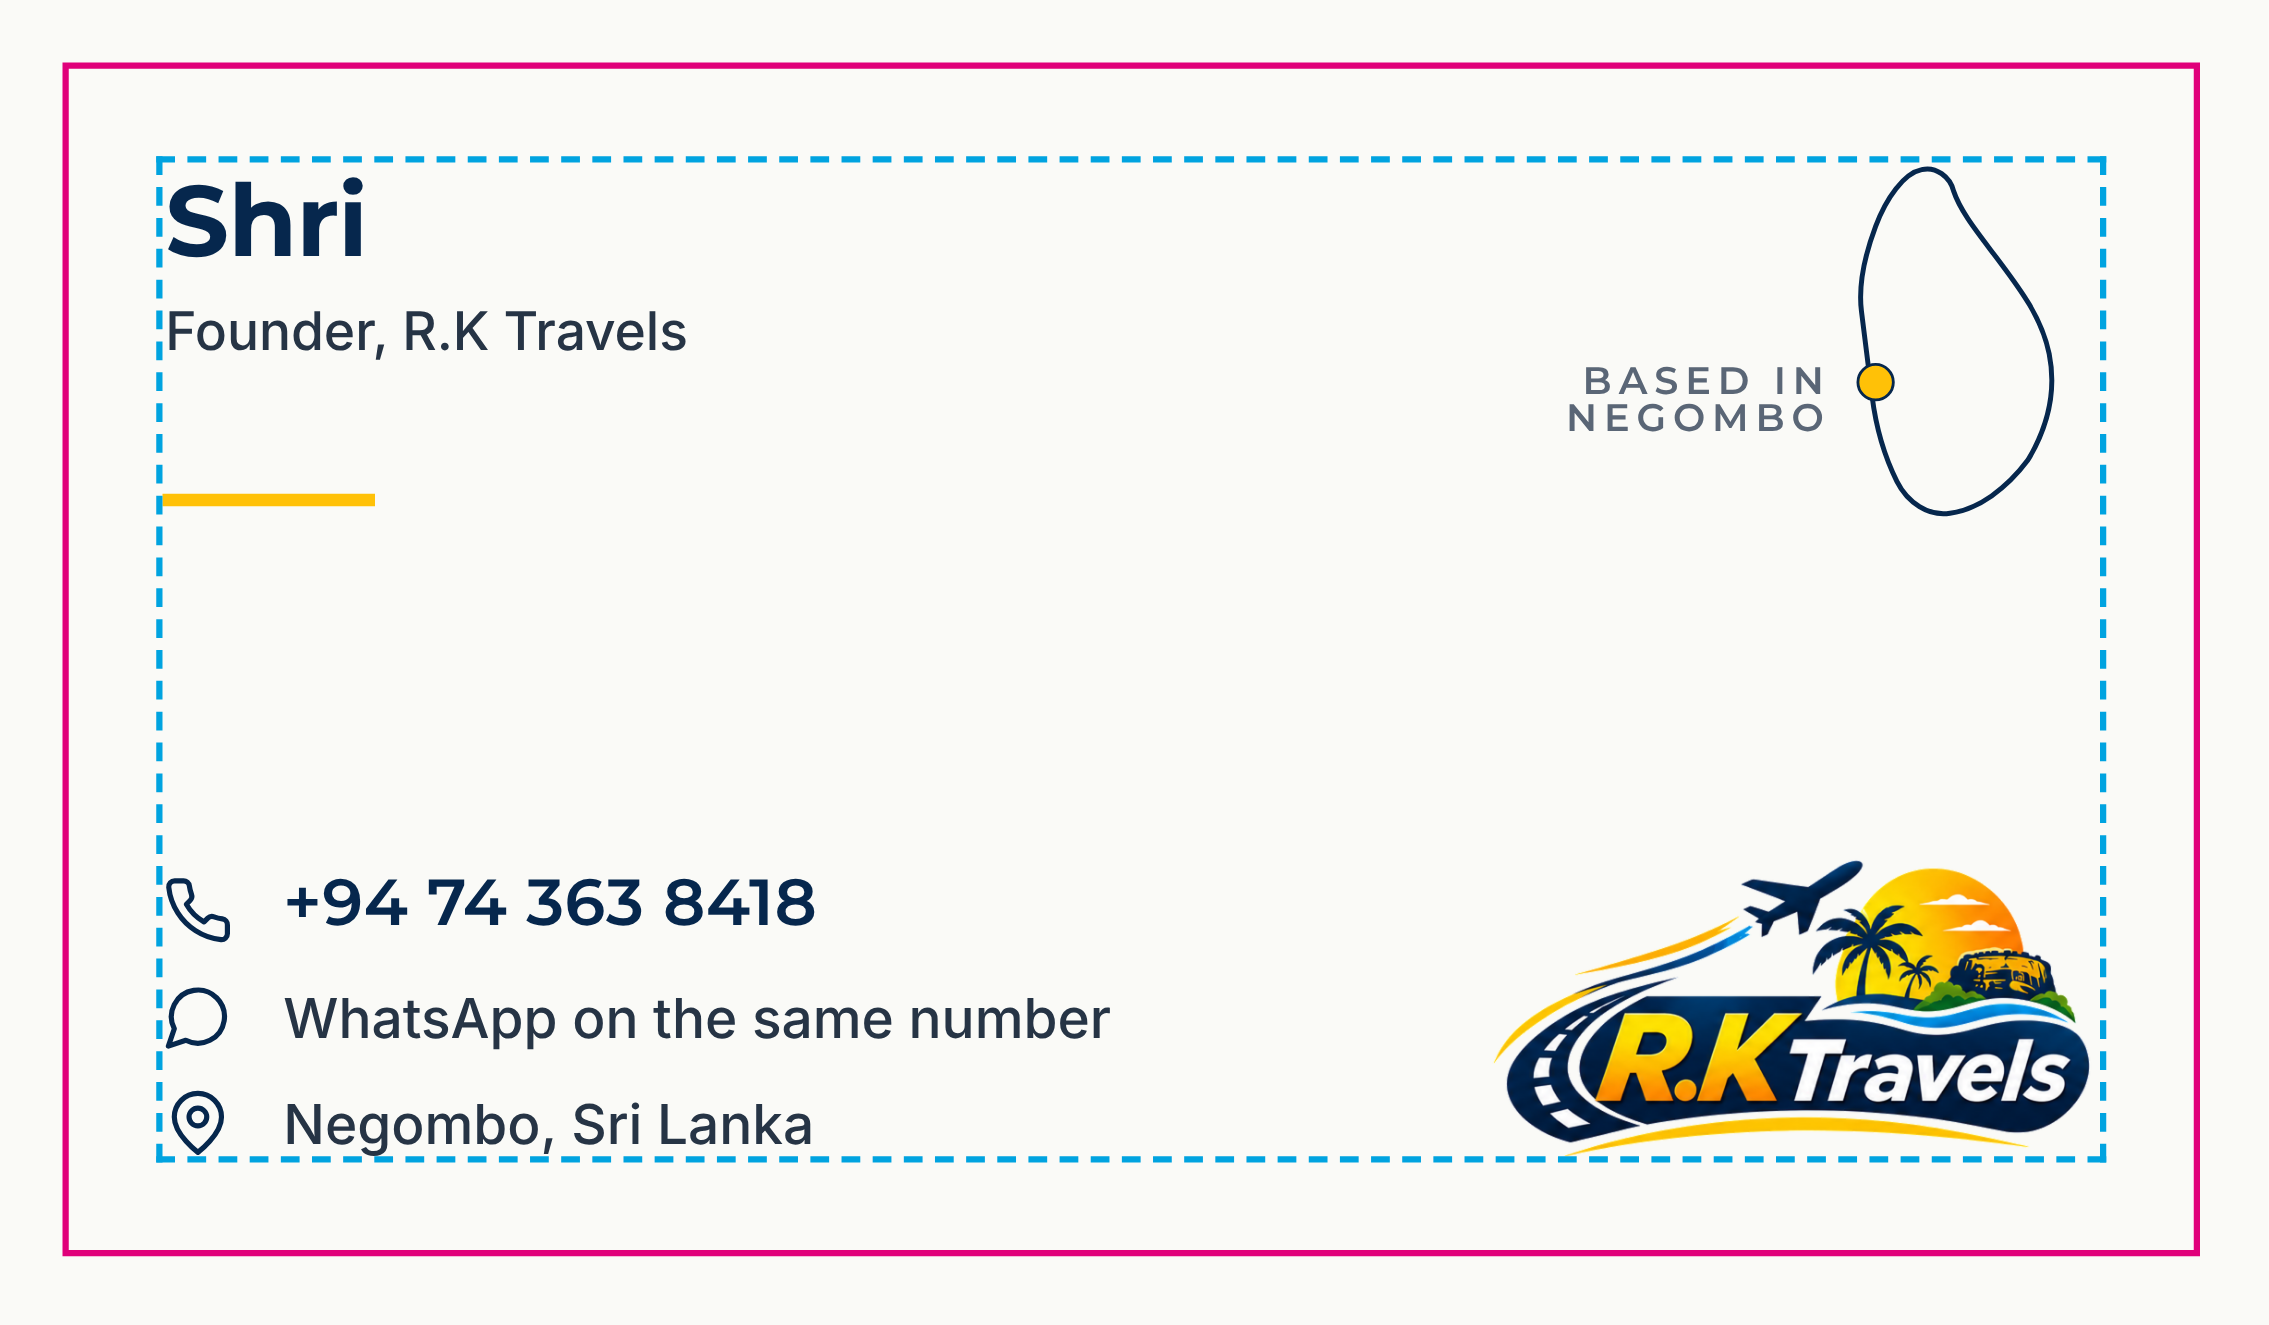 Shri
Founder, R.K Travels
BASED IN
NEGOMBO
+94 74 363 8418
WhatsApp on the same number
Negombo, Sri Lanka
R.K Travels